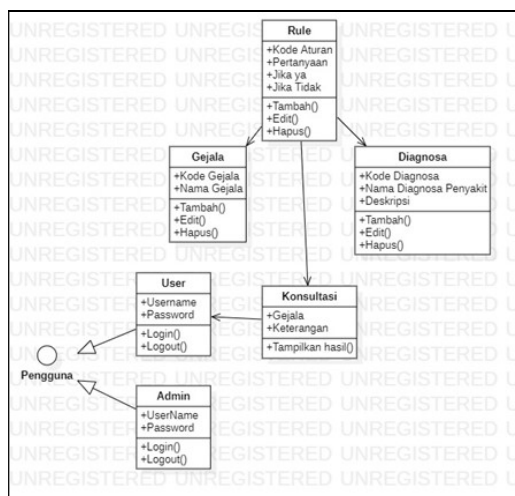 Rule
+Kode Aturan
+Pertanyaan
+Jika ya
+Jika Tidak
+Tambah()
+Edit()
+Hapus()
Gejala
+Kode Gejala
+Nama Gejala
+Tambah()
+Edit()
+Hapus()
Diagnosa
+Kode Diagnosa
+Nama Diagnosa Penyakit
+Deskripsi
+Tambah()
+Edit()
+Hapus()
User
+Username
+Password
+Login()
+Logout()
Konsultasi
+Gejala
+Keterangan
+Tampilkan hasil()
Pengguna
Admin
+UserName
+Password
+Login()
+Logout()
UNREGISTERED